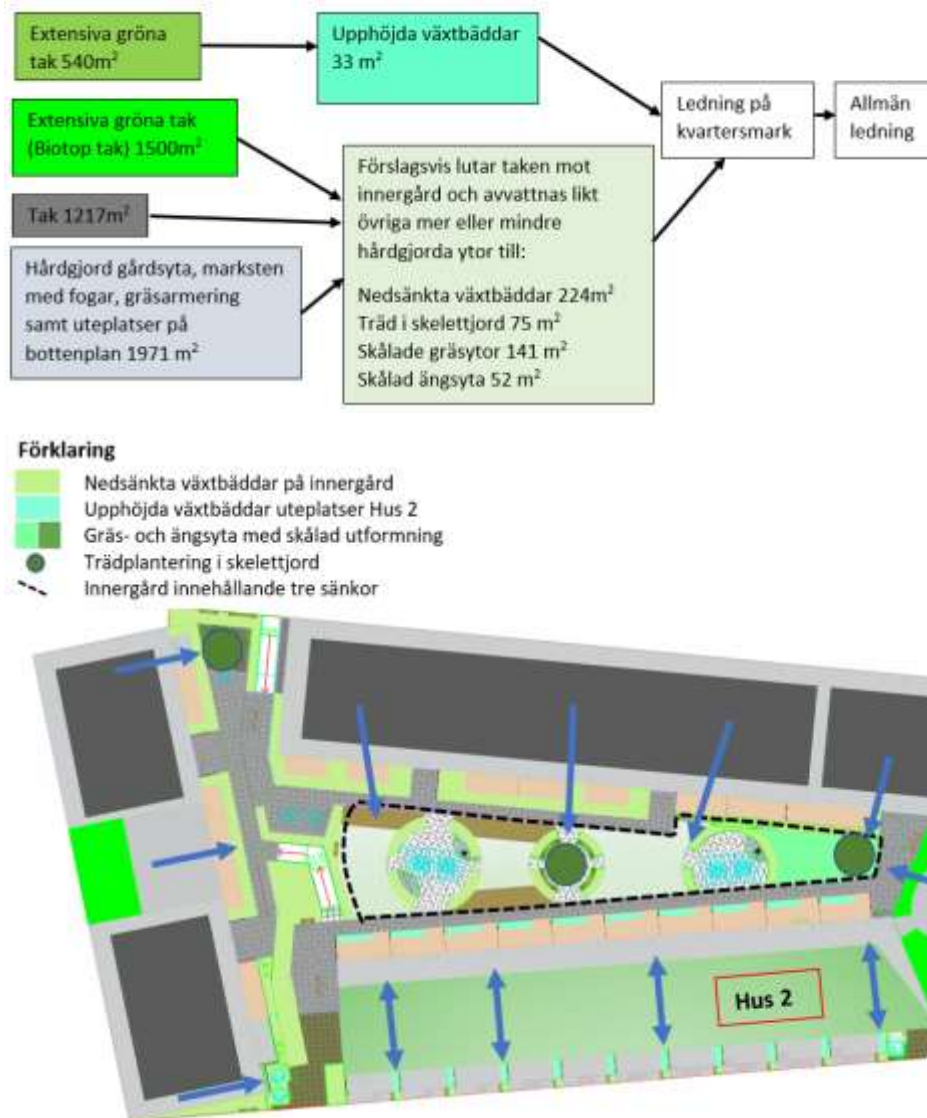 Extensiva gröna
tak 540m²
Upphöjda växtbäddar
33 m²
Ledning på
kvartersmark
Allmän
ledning
Extensiva gröna tak
(Biotop tak) 1500m²
Tak 1217m²
Hårdgjord gårdsyta, marksten
med fogar, gräsarmering
samt uteplatser på
bottenplan 1971 m²
Förslagsvis lutar taken mot
innergård och avvattnas likt
övriga mer eller mindre
hårdgjorda ytor till:
Nedsänkta växtbäddar 224m²
Träd i skelettjord 75 m²
Skålade gräsytor 141 m²
Skålad ängsyta 52 m²
Förklaring
Nedsänkta växtbäddar på innergård
Upphöjda växtbäddar uteplatser Hus 2
Gräs- och ängsyta med skålad utformning
Trädplantering i skelettjord
Innergård innehållande tre sänkor
Hus 2